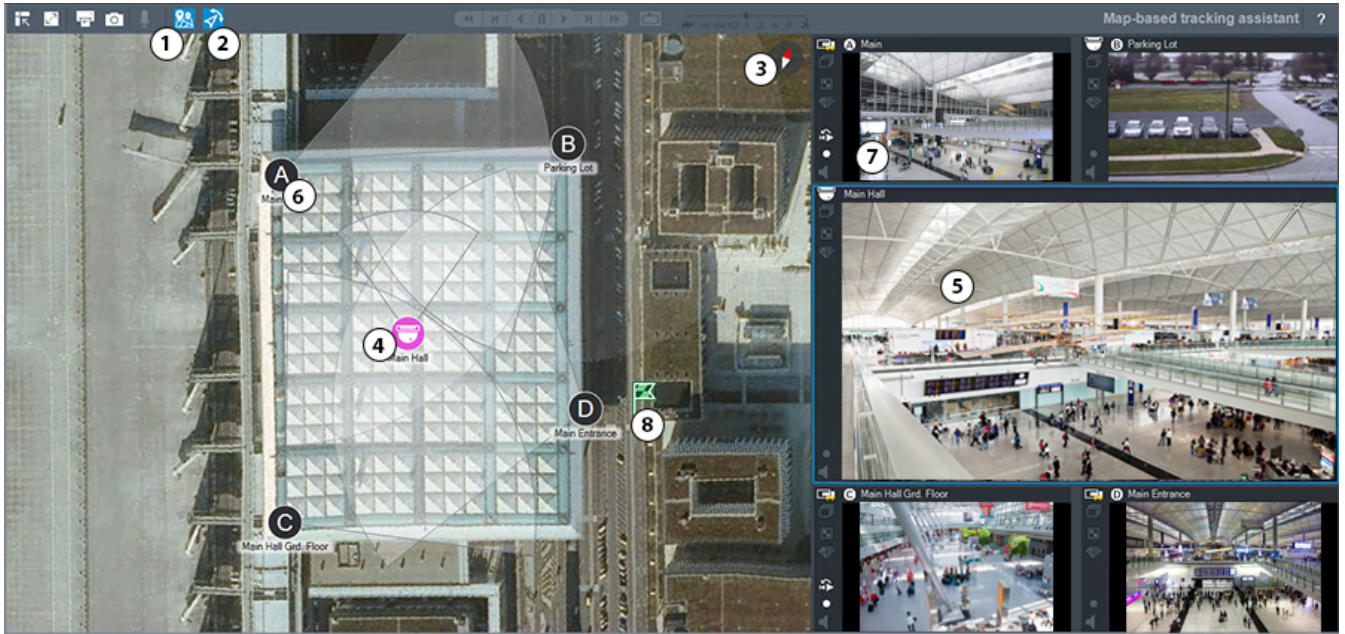 Map-based tracking assistant ?
1
2
3
A Main
B Parking Lot
B
Parking Lot
A
Main
6
7
Main Hall
5
4
Main Hall
D
Main Entrance
8
C
Main Hall Grd. Floor
C Main Hall Grd. Floor
D Main Entrance